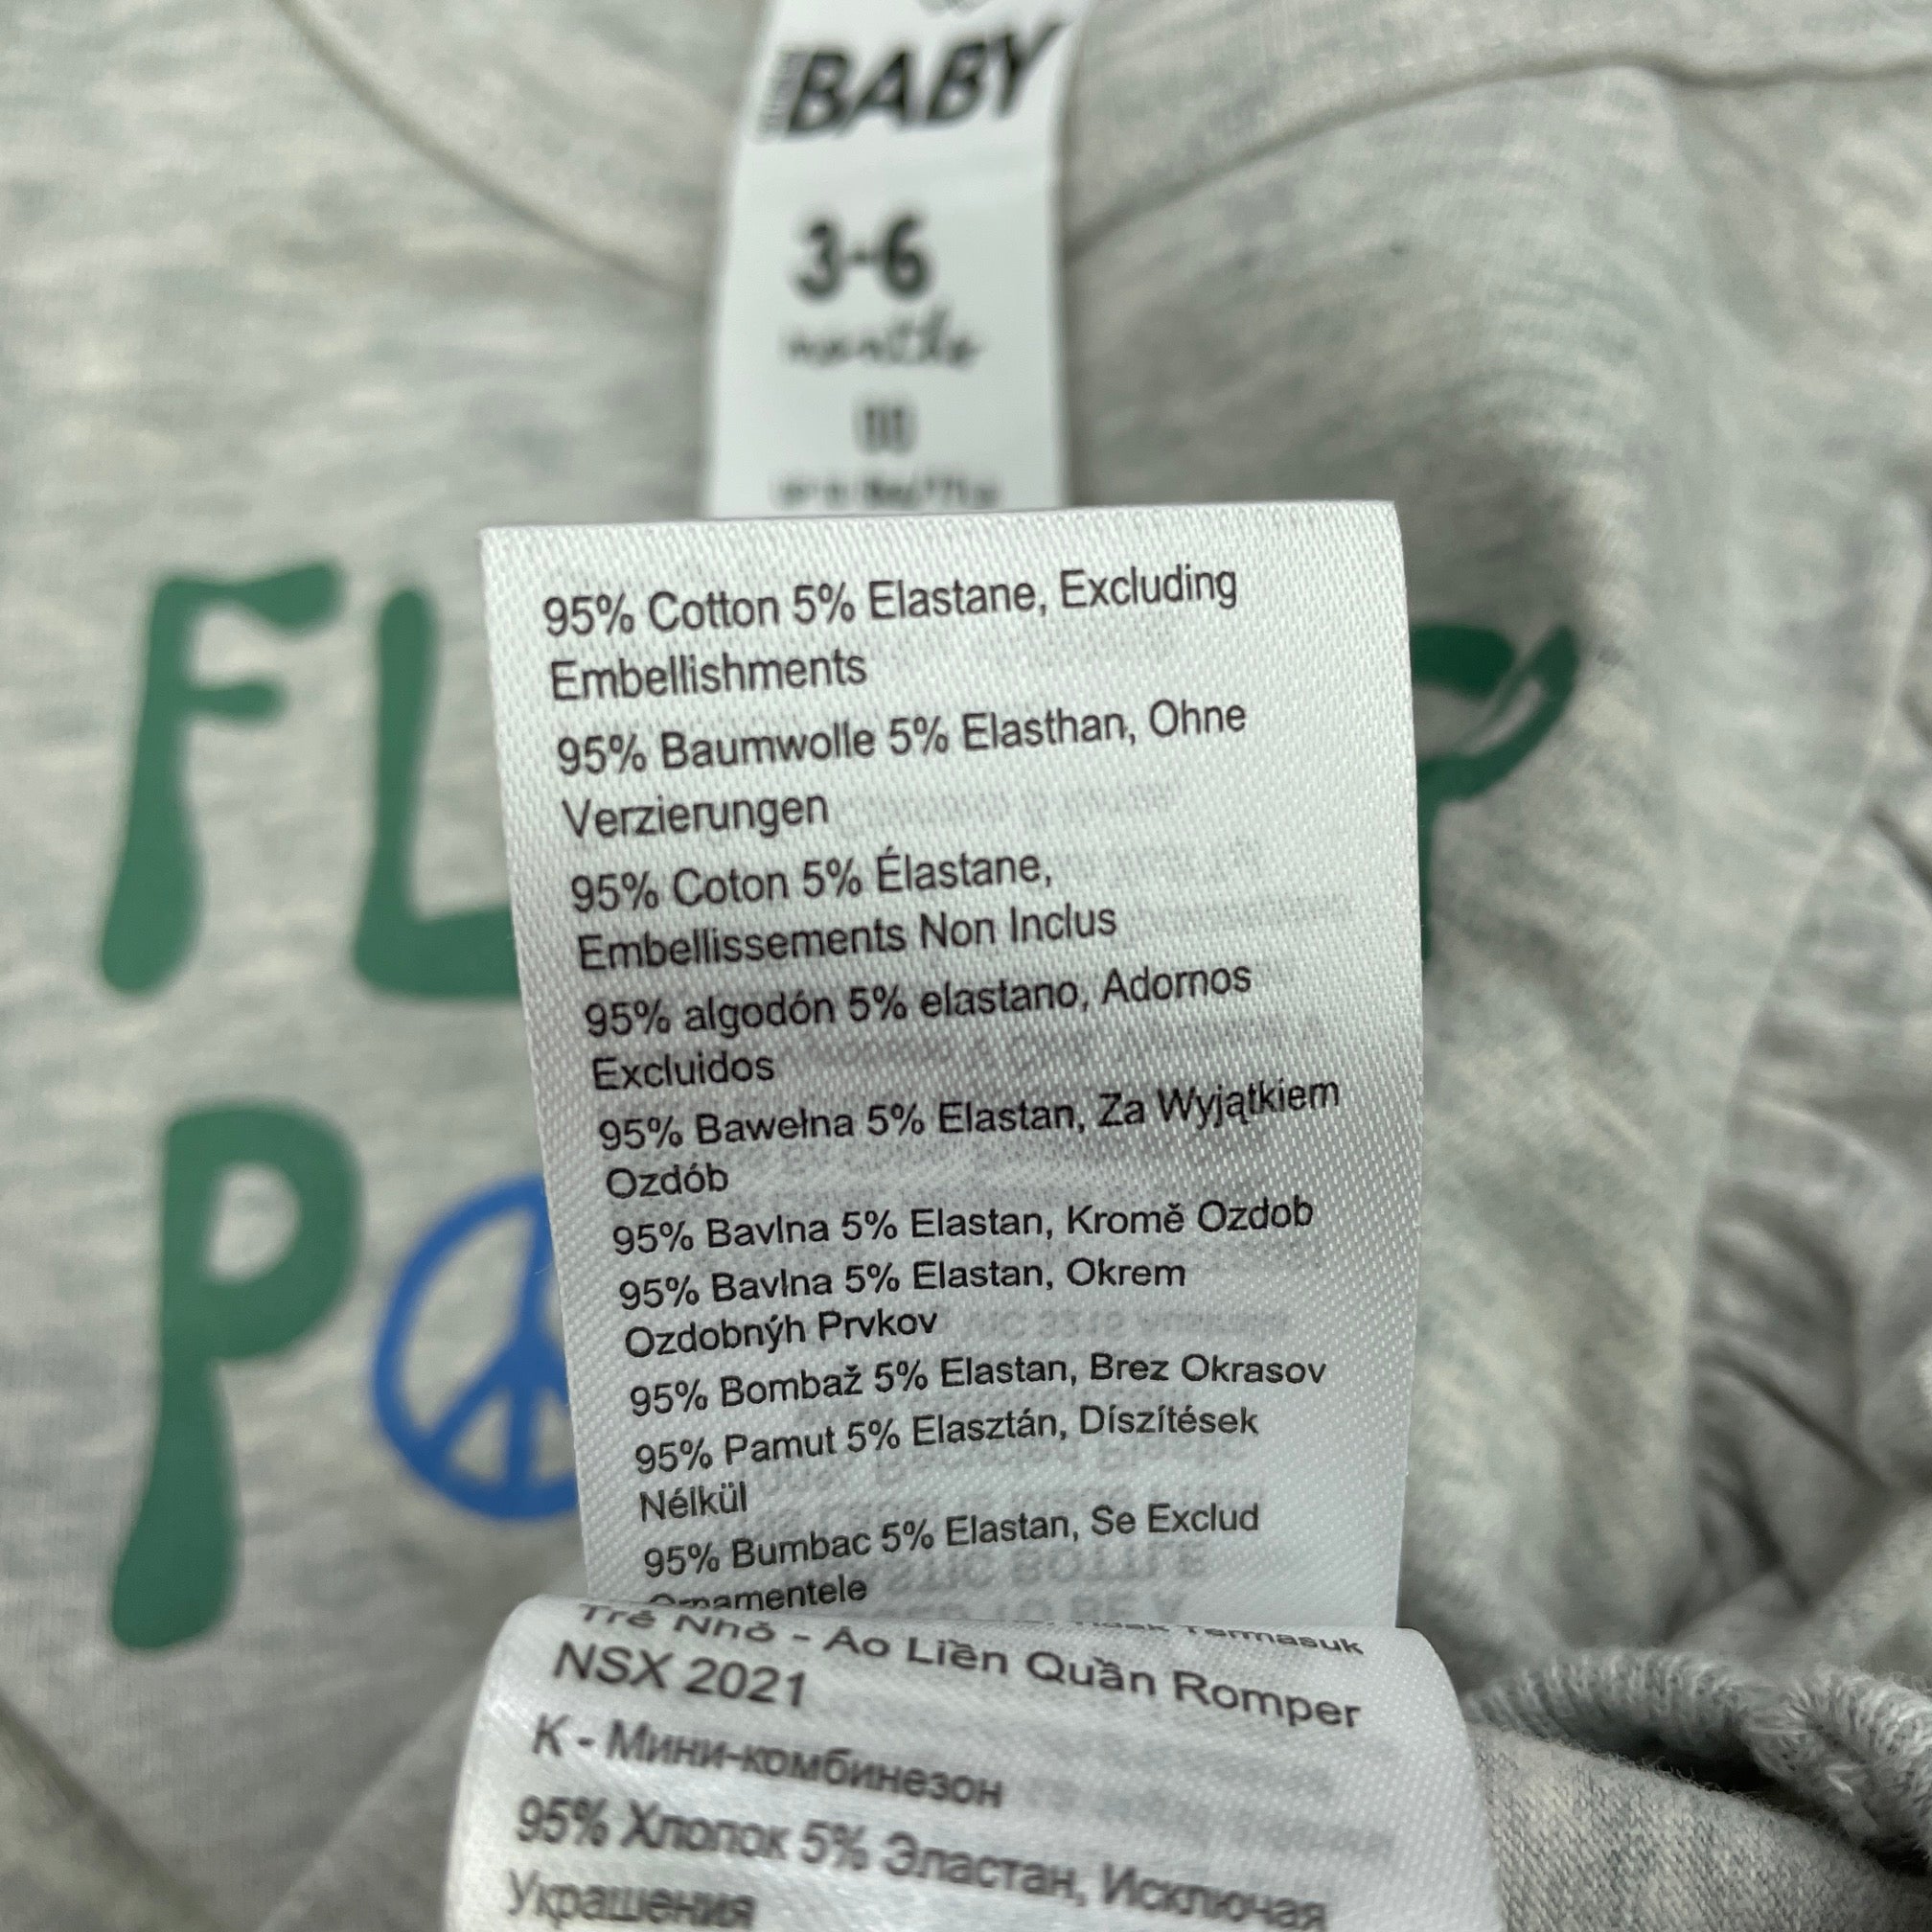 BABY
3-6
months
95% Cotton 5% Elastane, Excluding
Embellishments
95% Baumwolle 5% Elasthan, Ohne
Verzierungen
95% Coton 5% Élastane,
Embellissements Non Inclus
95% algodón 5% elastano, Adornos
Excluidos
95% Bawełna 5% Elastan, Za Wyjątkiem
Ozdób
95% Bavlna 5% Elastan, Kromě Ozdob
95% Bavlna 5% Elastan, Okrem
Ozdobnýh Prvkov
95% Bombaž 5% Elastan, Brez Okrasov
95% Pamut 5% Elasztán, Díszítések
Nélkül
95% Bumbac 5% Elastan, Se Exclud
Ornamentele
Termasuk
Trẻ Nhỏ - Áo Liền Quần Romper
NSX 2021
К - Мини-комбинезон
95% Хлопок 5% Эластан, Исключая
Украшения